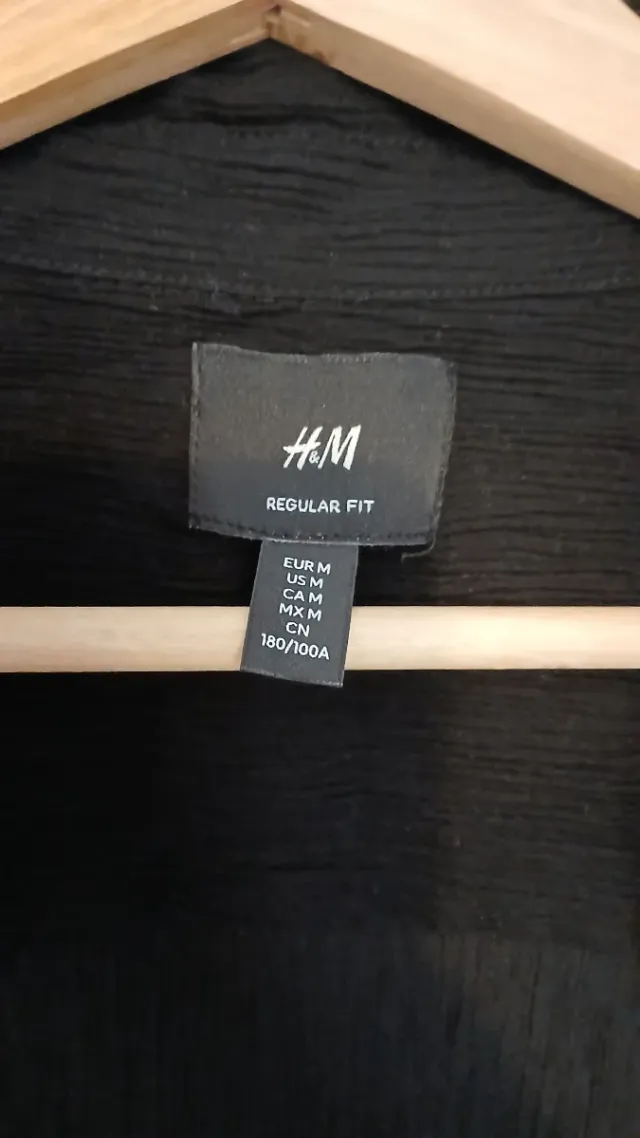 H&M
REGULAR FIT
EUR M
US M
CA M
MX M
CN
180/100A